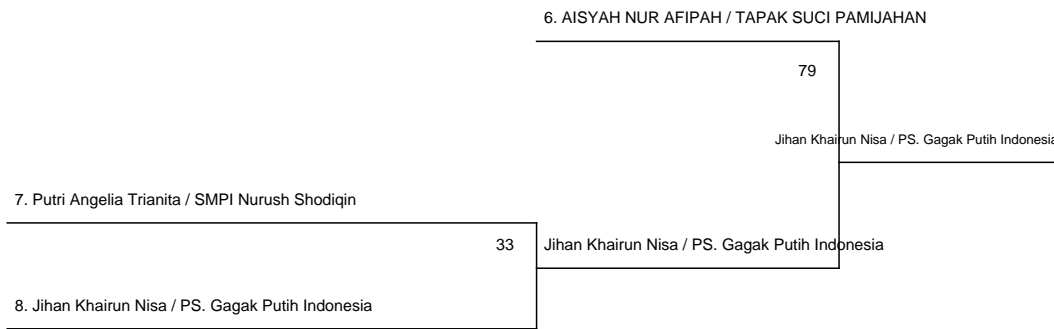 6. AISYAH NUR AFIPAH / TAPAK SUCI PAMIJAHAN
79
Jihan Khairun Nisa / PS. Gagak Putih Indonesia
7. Putri Angelia Trianita / SMPI Nurush Shodiqin
33
Jihan Khairun Nisa / PS. Gagak Putih Indonesia
8. Jihan Khairun Nisa / PS. Gagak Putih Indonesia